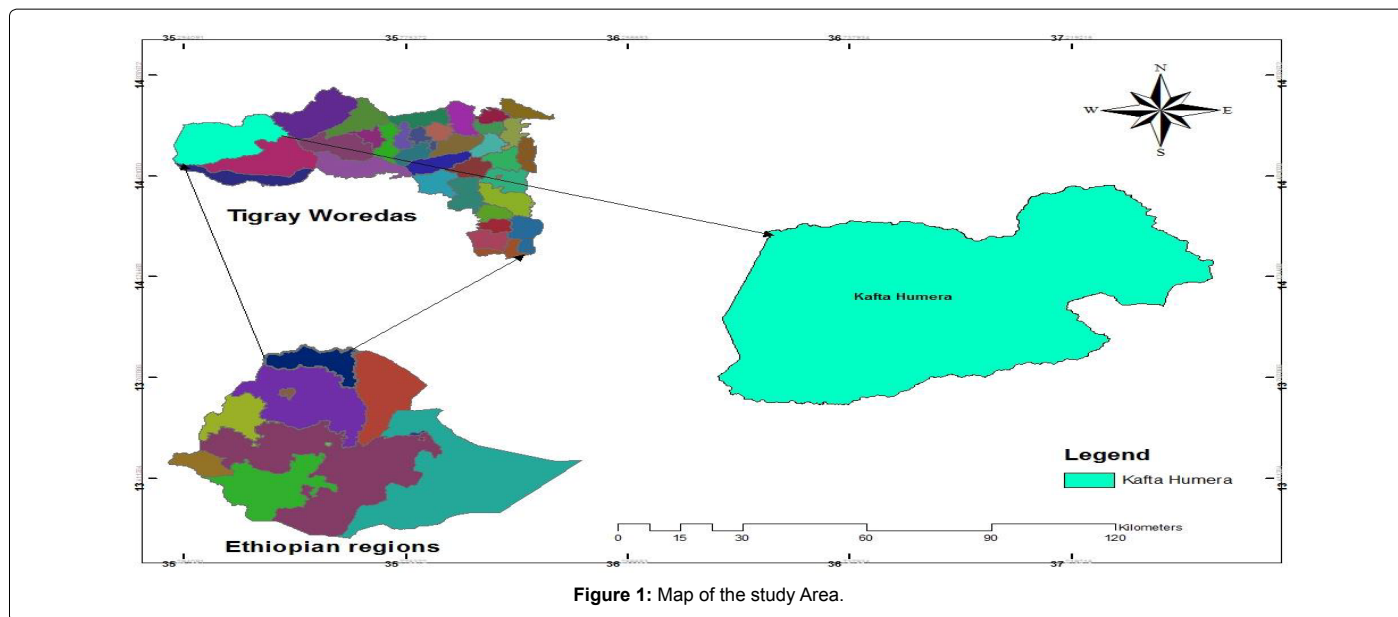 35 35 36 36 37
14 14
N
W E
S
14 14
Tigray Woredas
14 14
Kafta Humera
13 13
Legend
Kafta Humera
13 13
Kilometers
0 15 30 60 90 120
Ethiopian regions
35 35 36 36 37
Figure 1: Map of the study Area.